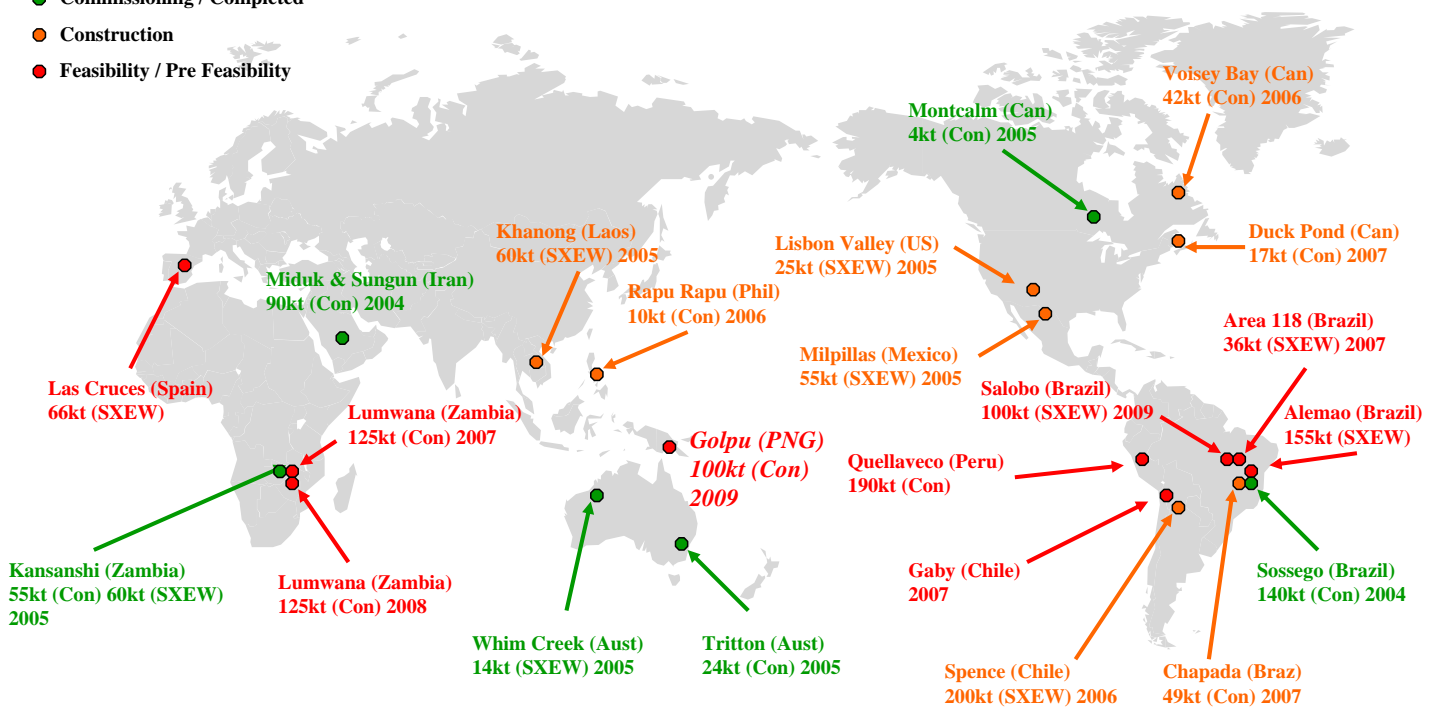 Commissioning / Completed
Construction
Feasibility / Pre Feasibility
Voisey Bay (Can)
42kt (Con) 2006
Montcalm (Can)
4kt (Con) 2005
Khanong (Laos)
60kt (SXEW) 2005
Lisbon Valley (US)
25kt (SXEW) 2005
Duck Pond (Can)
17kt (Con) 2007
Miduk & Sungun (Iran)
90kt (Con) 2004
Rapu Rapu (Phil)
10kt (Con) 2006
Area 118 (Brazil)
36kt (SXEW) 2007
Milpillas (Mexico)
55kt (SXEW) 2005
Las Cruces (Spain)
66kt (SXEW)
Salobo (Brazil)
100kt (SXEW) 2009
Lumwana (Zambia)
125kt (Con) 2007
Alemao (Brazil)
155kt (SXEW)
Golpu (PNG)
100kt (Con)
2009
Quellaveco (Peru)
190kt (Con)
Kansanshi (Zambia)
55kt (Con) 60kt (SXEW)
2005
Lumwana (Zambia)
125kt (Con) 2008
Gaby (Chile)
2007
Sossego (Brazil)
140kt (Con) 2004
Whim Creek (Aust)
14kt (SXEW) 2005
Tritton (Aust)
24kt (Con) 2005
Spence (Chile)
200kt (SXEW) 2006
Chapada (Braz)
49kt (Con) 2007